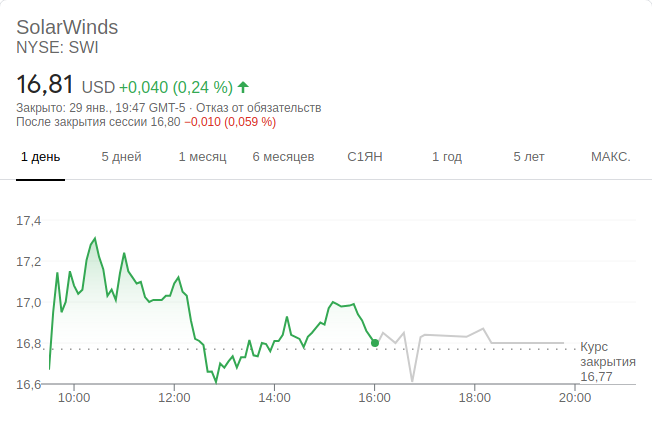 SolarWinds
NYSE: SWI
16,81 USD +0,040 (0,24 %)
Закрыто: 29 янв., 19:47 GMT-5 · Отказ от обязательств
После закрытия сессии 16,80 −0,010 (0,059 %)
1 день 5 дней 1 месяц 6 месяцев С1ЯН 1 год 5 лет МАКС.
17,4
17,2
17,0
16,8
Курс
закрытия
16,77
16,6
10:00 12:00 14:00 16:00 18:00 20:00